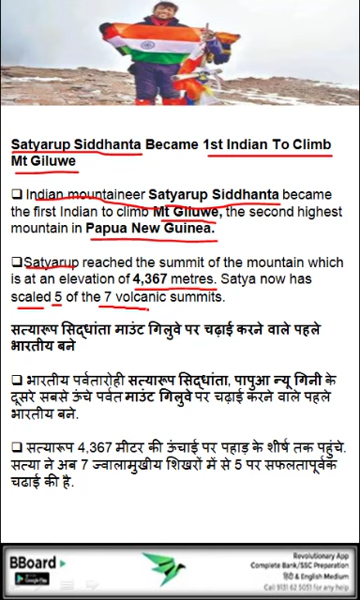 Satyarup Siddhanta Became 1st Indian To Climb
Mt Giluwe
❑ Indian mountaineer Satyarup Siddhanta became
the first Indian to climb Mt Giluwe, the second highest
mountain in Papua New Guinea.
❑Satyarup reached the summit of the mountain which
is at an elevation of 4,367 metres. Satya now has
scaled 5 of the 7 volcanic summits.
सत्यारूप सिद्धांता माउंट गिलुवे पर चढ़ाई करने वाले पहले
भारतीय बने
❑ भारतीय पर्वतारोही सत्यारूप सिद्धांता, पापुआ न्यू गिनी के
दूसरे सबसे ऊंचे पर्वत माउंट गिलुवे पर चढ़ाई करने वाले पहले
भारतीय बने.
❑ सत्यारूप 4,367 मीटर की ऊंचाई पर पहाड़ के शीर्ष तक पहुंचे.
सत्या ने अब 7 ज्वालामुखीय शिखरों में से 5 पर सफलतापूर्वक
चढाई की है.
BBoard
Revolutionary App
Complete Bank/SSC Preparation
हिंदी & English Medium